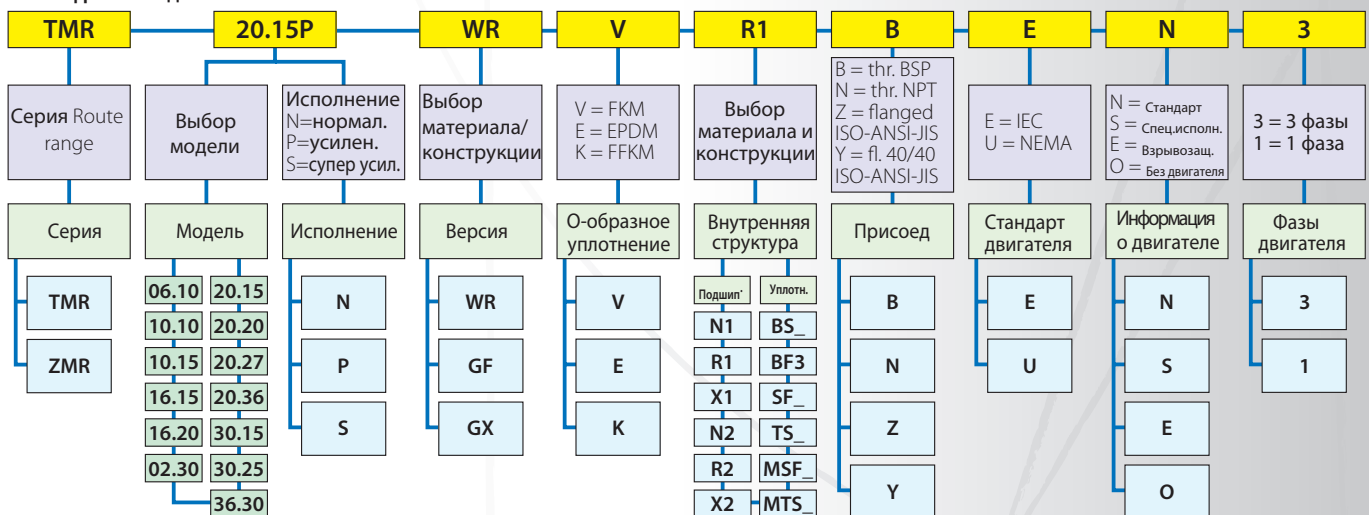 TMR 20.15P WR V R1 B E N 3
Серия Route
range
Выбор
модели
Исполнение
N=нормал.
P=усилен.
S=супер усил.
Выбор
материала/
конструкции
V = FKM
E = EPDM
K = FFKM
Выбор
материала и
конструкции
B = thr. BSP
N = thr. NPT
Z = flanged
ISO-ANSI-JIS
Y = fl. 40/40
ISO-ANSI-JIS
E = IEC
U = NEMA
N = Стандарт
S = Спец.исполн.
E = Взрывозащ.
O = Без двигателя
3 = 3 фазы
1 = 1 фаза
Серия
Модель
Исполнение
Версия
О-образное
уплотнение
Внутренняя
структура
Присоед
Стандарт
двигателя
Информация
о двигателе
Фазы
двигателя
TMR
ZMR
06.10 20.15
10.10 20.20
10.15 20.27
16.15 20.36
16.20 30.15
02.30 30.25
36.30
N
P
S
WR
GF
GX
V
E
K
Подшип* Уплотн.
N1 BS_
R1 BF3
X1 SF_
N2 TS_
R2 MSF_
X2 MTS_
B
N
Z
Y
E
U
N
S
E
O
3
1